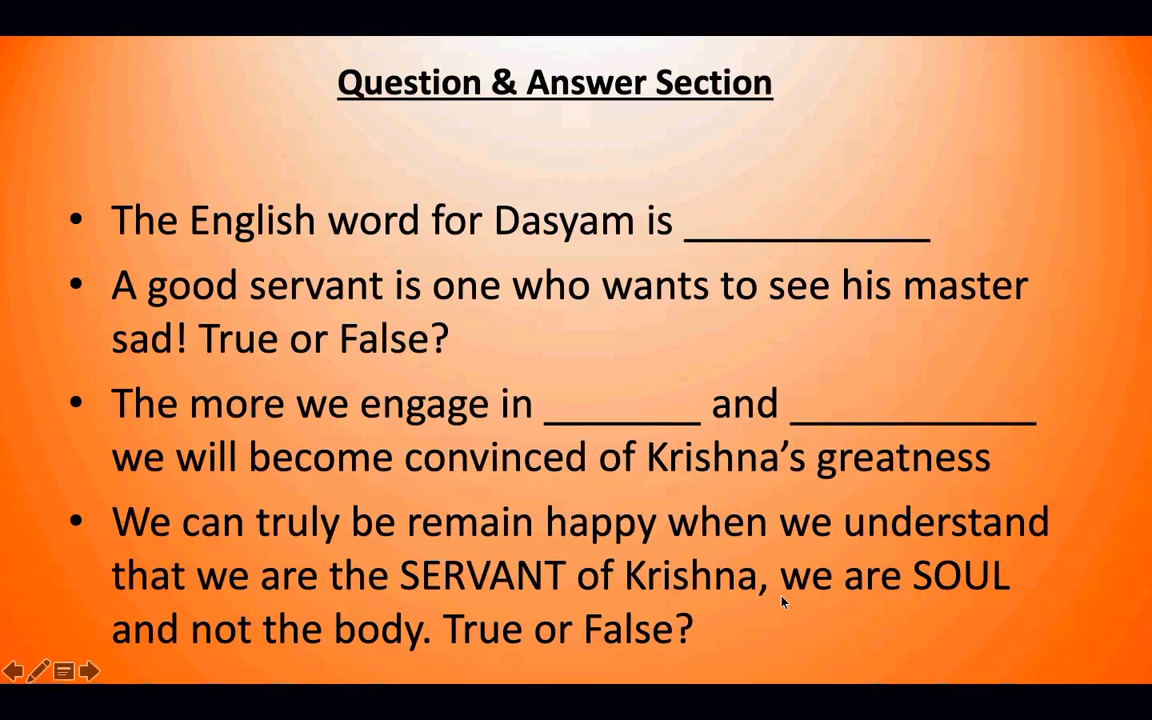 Question & Answer Section
• The English word for Dasyam is ___________
• A good servant is one who wants to see his master
sad! True or False?
• The more we engage in _______ and ___________
we will become convinced of Krishna’s greatness
• We can truly be remain happy when we understand
that we are the SERVANT of Krishna, we are SOUL
and not the body. True or False?